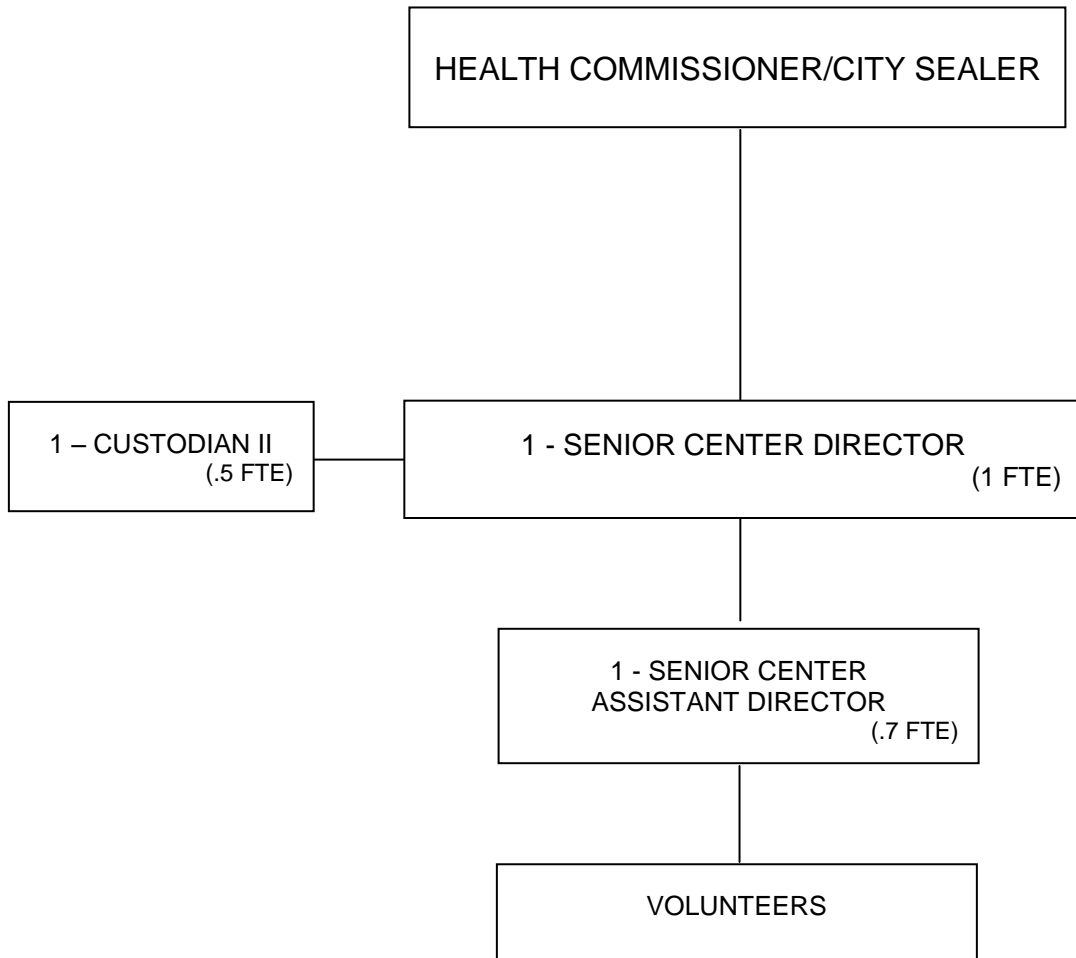 HEALTH COMMISSIONER/CITY SEALER
1 – CUSTODIAN II
(.5 FTE)
1 - SENIOR CENTER DIRECTOR
(1 FTE)
1 - SENIOR CENTER
ASSISTANT DIRECTOR
(.7 FTE)
VOLUNTEERS